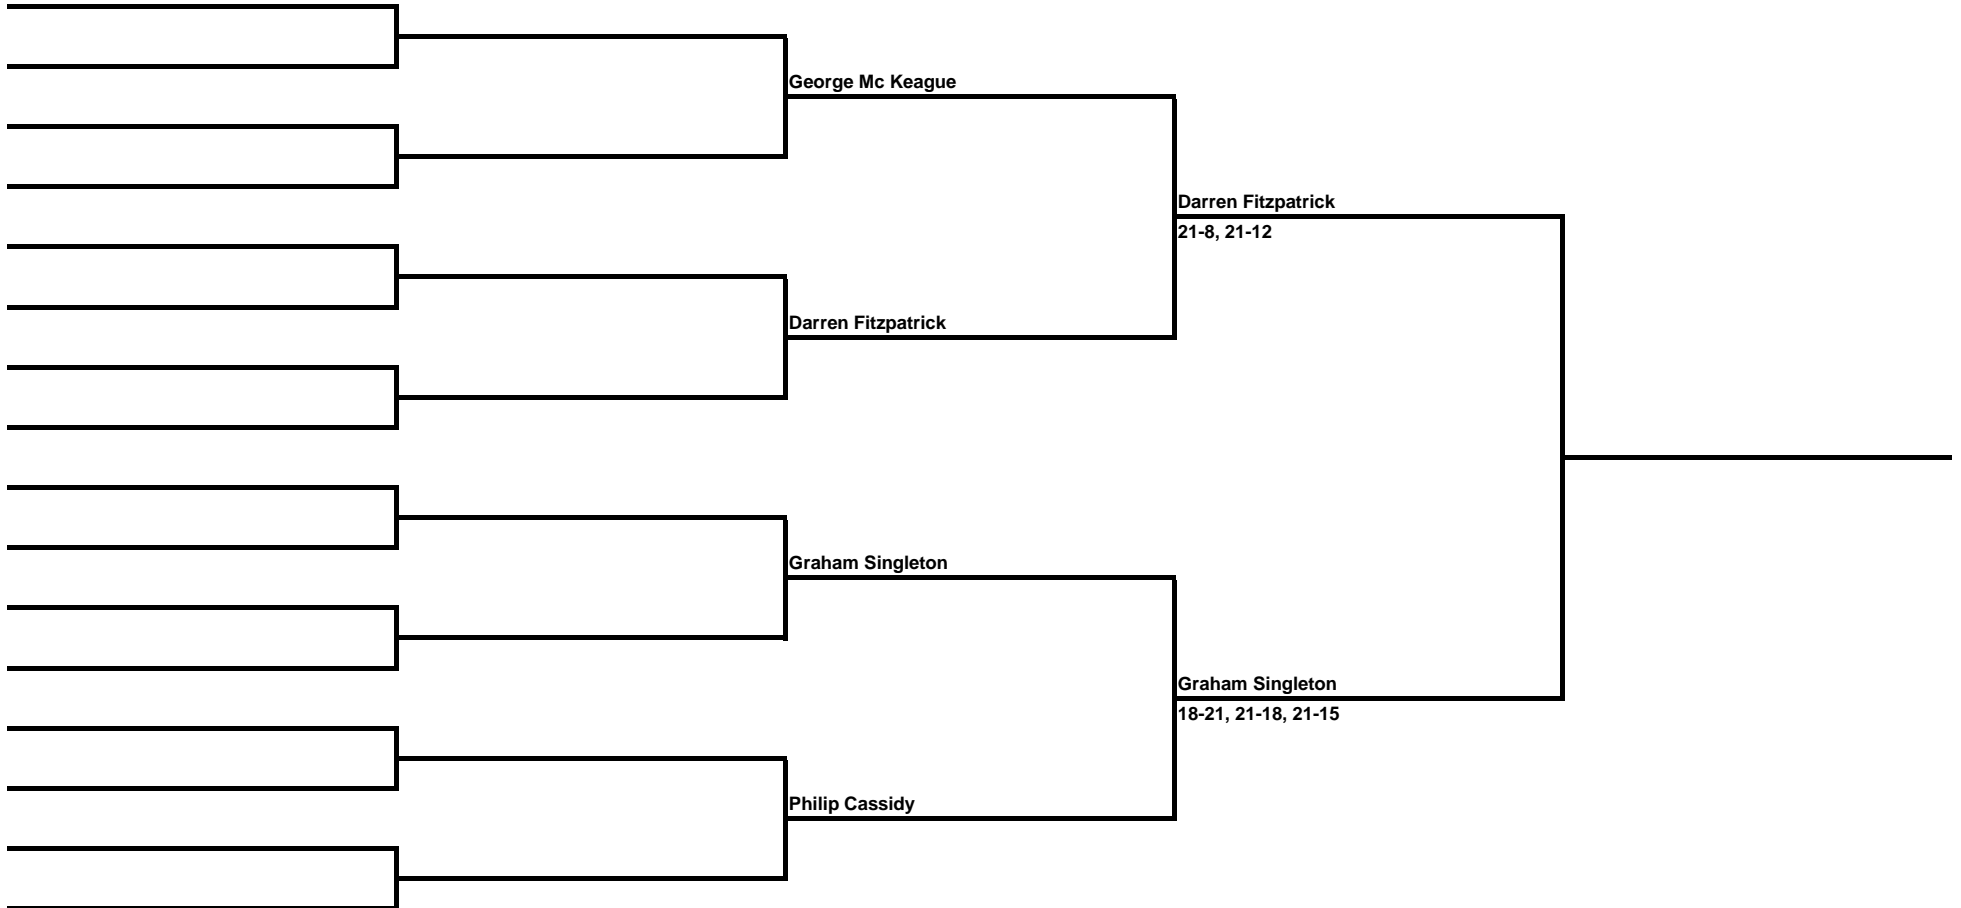 George Mc Keague
Darren Fitzpatrick
21-8, 21-12
Darren Fitzpatrick
Graham Singleton
Graham Singleton
18-21, 21-18, 21-15
Philip Cassidy